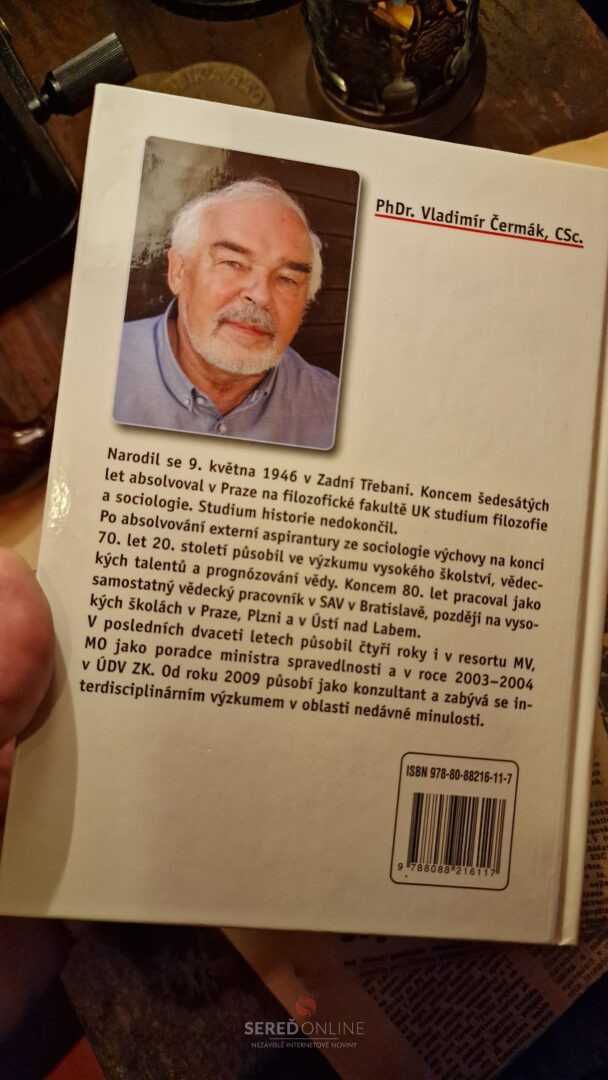 PhDr. Vladimír Čermák, CSc.
Narodil se 9. května 1946 v Zadní Třebani. Koncem šedesátých
let absolvoval v Praze na filozofické fakultě UK studium filozofie
a sociologie. Studium historie nedokončil.
Po absolvování externí aspirantury ze sociologie výchovy na konci
70. let 20. století působil ve výzkumu vysokého školství, vědec-
kých talentů a prognózování vědy. Koncem 80. let pracoval jako
samostatný vědecký pracovník v SAV v Bratislavě, později na vyso-
kých školách v Praze, Plzni a v Ústí nad Labem.
V posledních dvaceti letech působil čtyři roky i v resortu MV,
MO jako poradce ministra spravedlnosti a v roce 2003–2004
v ÚDV ZK. Od roku 2009 působí jako konzultant a zabývá se in-
terdisciplinárním výzkumem v oblasti nedávné minulosti.
ISBN 978-80-88216-11-7
9 788088 216117
SEREĎONLINE
NEZÁVISLÉ INTERNETOVÉ NOVINY